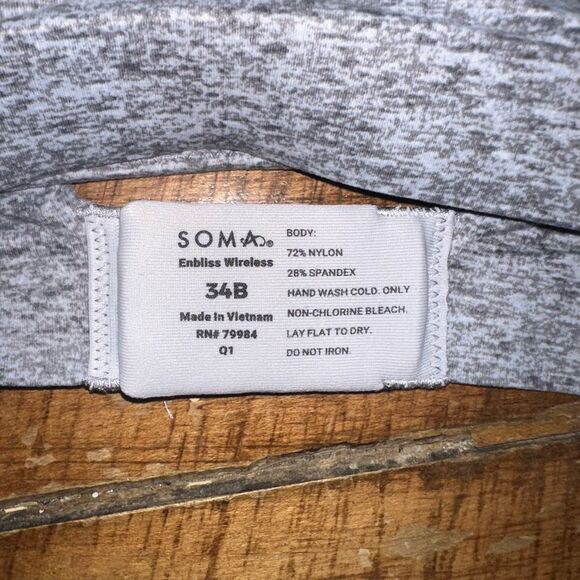 SOMA®
Enbliss Wireless
34B
Made in Vietnam
RN# 79984
Q1
BODY:
72% NYLON
28% SPANDEX
HAND WASH COLD. ONLY
NON-CHLORINE BLEACH.
LAY FLAT TO DRY.
DO NOT IRON.